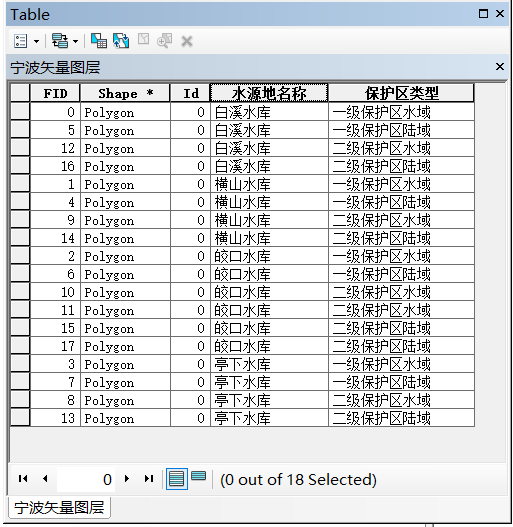 Table
宁波矢量图层
FID Shape * Id 水源地名称 保护区类型
0 Polygon 0 白溪水库 一级保护区水域
5 Polygon 0 白溪水库 一级保护区陆域
12 Polygon 0 白溪水库 二级保护区水域
16 Polygon 0 白溪水库 二级保护区陆域
1 Polygon 0 横山水库 一级保护区水域
4 Polygon 0 横山水库 一级保护区陆域
9 Polygon 0 横山水库 二级保护区水域
14 Polygon 0 横山水库 二级保护区陆域
2 Polygon 0 皎口水库 一级保护区水域
6 Polygon 0 皎口水库 一级保护区陆域
10 Polygon 0 皎口水库 二级保护区水域
11 Polygon 0 皎口水库 二级保护区水域
15 Polygon 0 皎口水库 二级保护区陆域
17 Polygon 0 皎口水库 二级保护区陆域
3 Polygon 0 亭下水库 一级保护区水域
7 Polygon 0 亭下水库 一级保护区陆域
8 Polygon 0 亭下水库 二级保护区水域
13 Polygon 0 亭下水库 二级保护区陆域
0 (0 out of 18 Selected)
宁波矢量图层